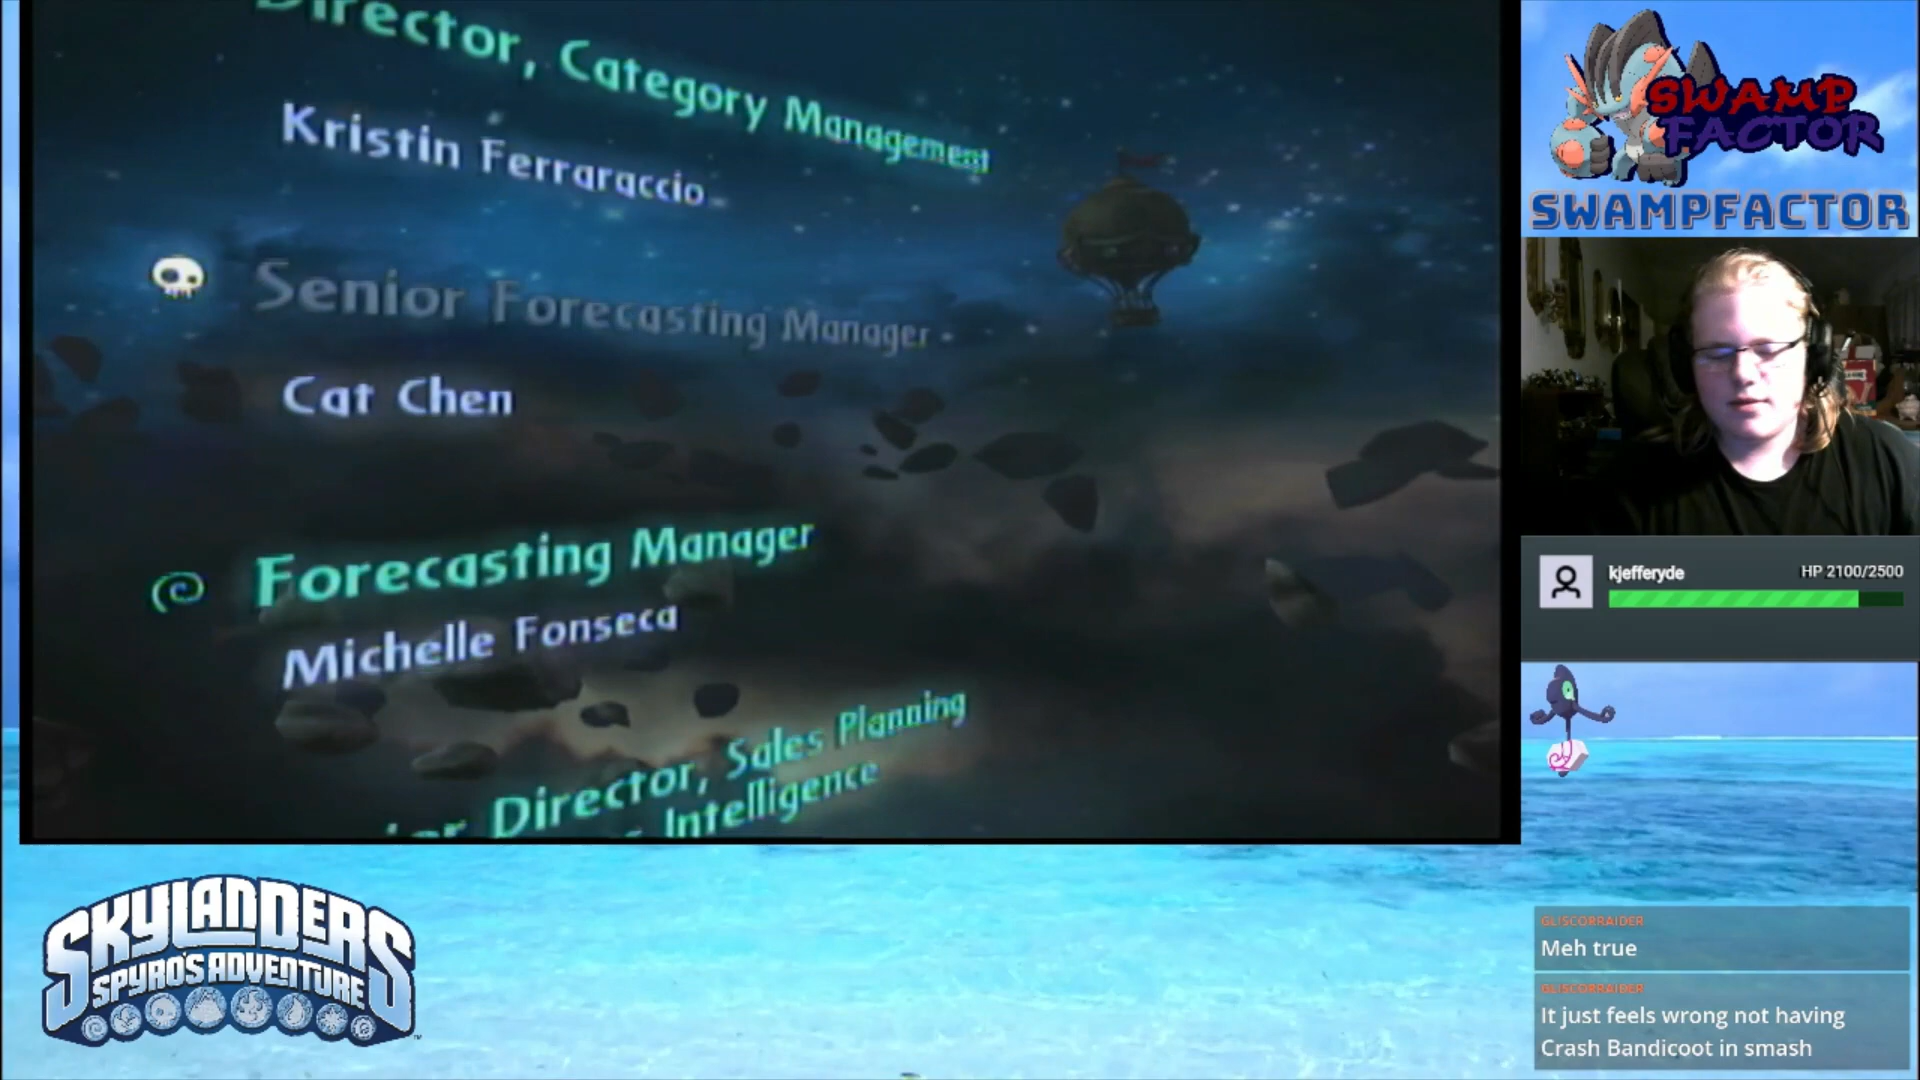 Director, Category Management
Kristin Ferraraccio
Senior Forecasting Manager
Cat Chen
Forecasting Manager
Michelle Fonseca
Director, Sales Planning
Intelligence
SWAMP
FACTOR
SWAMPFACTOR
kjefferyde
HP 2100/2500
GLISCORRAIDER
Meh true
GLISCORRAIDER
It just feels wrong not having
Crash Bandicoot in smash
SKYLANDERS
SPYRO'S ADVENTURE